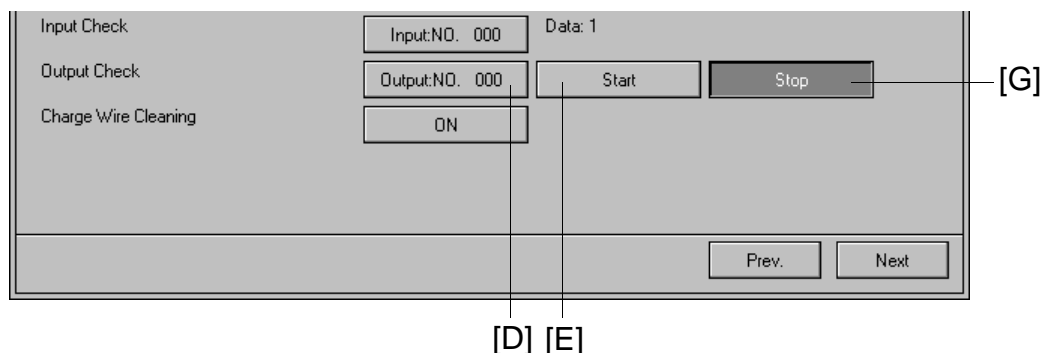 Input Check Input:NO. 000 Data: 1
Output Check Output:NO. 000 Start Stop [G]
Charge Wire Cleaning ON
Prev. Next
[D] [E]